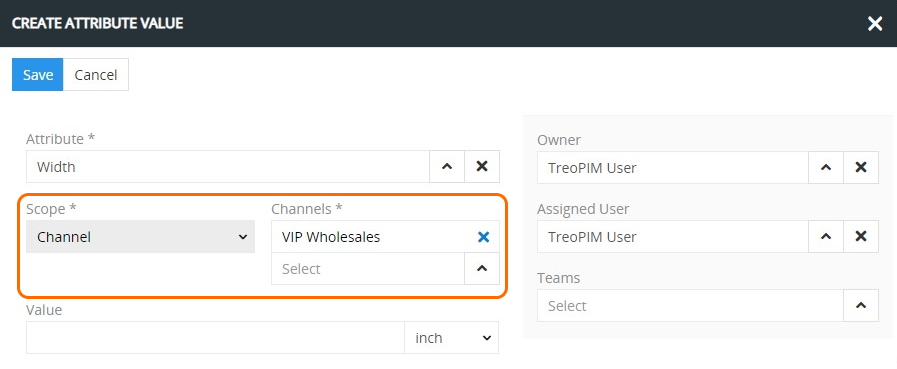 CREATE ATTRIBUTE VALUE
Save Cancel
Attribute *
Width
Scope *
Channel
Channels *
VIP Wholesales
Select
Value
inch
Owner
TreoPIM User
Assigned User
TreoPIM User
Teams
Select